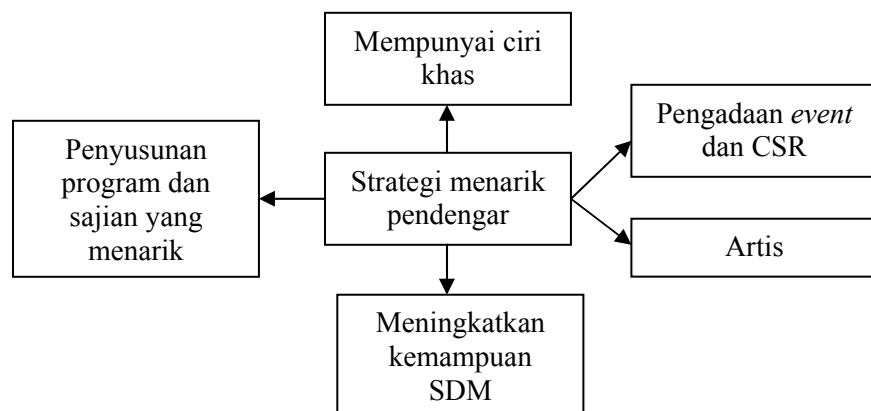 Mempunyai ciri
khas
Pengadaan event
dan CSR
Penyusunan
program dan
sajian yang
menarik
Strategi menarik
pendengar
Artis
Meningkatkan
kemampuan
SDM